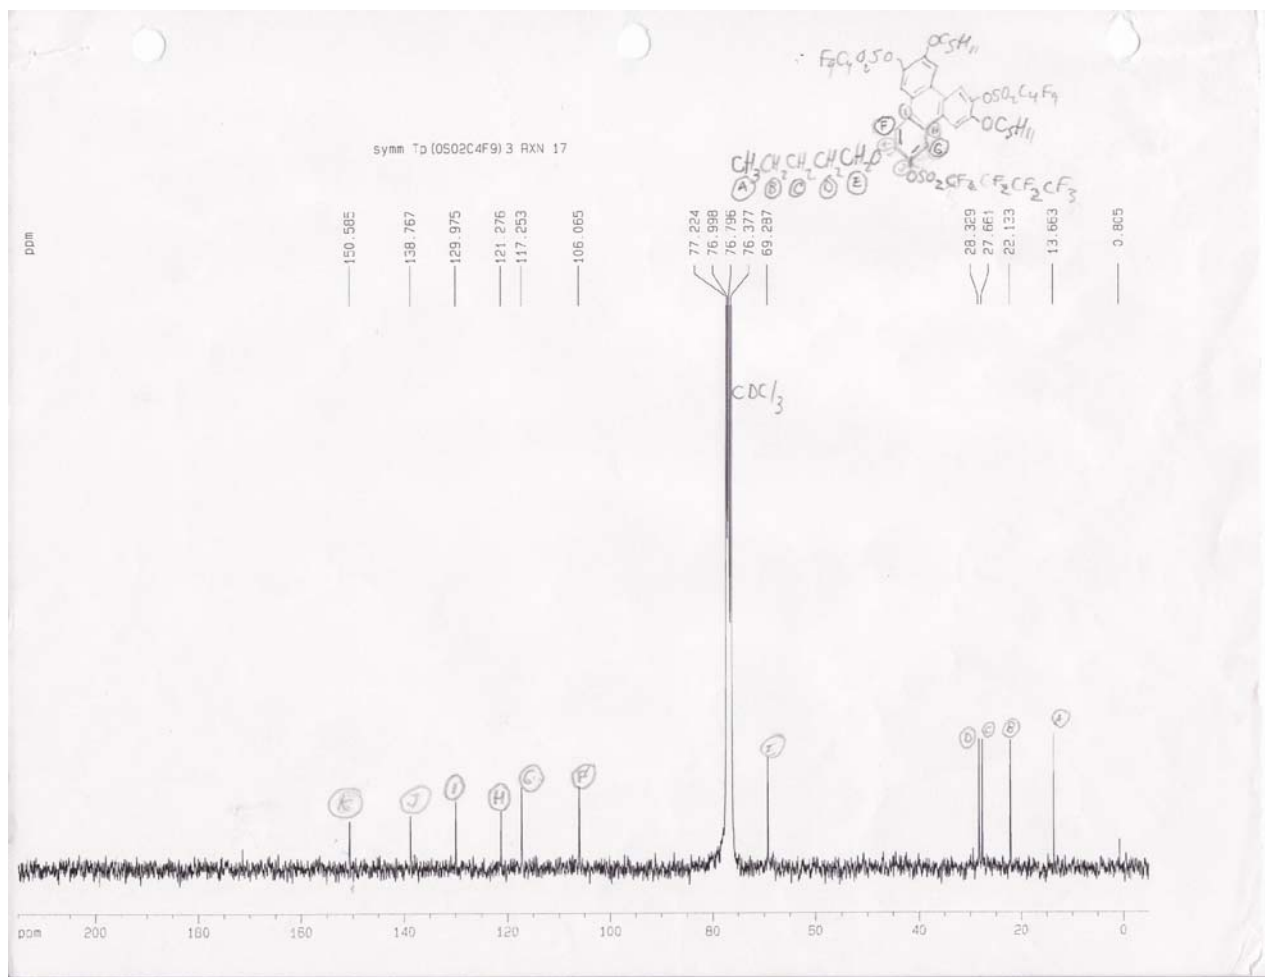 OC5H11
F9C4O2SO
OSO2C4F9
OC5H11
symm Tp(OSO2C4F9)3 RXN 17
F
H
G
CH3CH2CH2CH2CH2O
OSO2CF2CF2CF2CF3
A B C D E
ppm
150.585
138.767
129.975
121.276
117.253
106.065
77.224
76.998
76.796
76.377
69.287
28.329
27.661
22.133
13.663
0.805
CDCl3
K J I H G F E D C B A
ppm 200 180 160 140 120 100 80 60 40 20 0